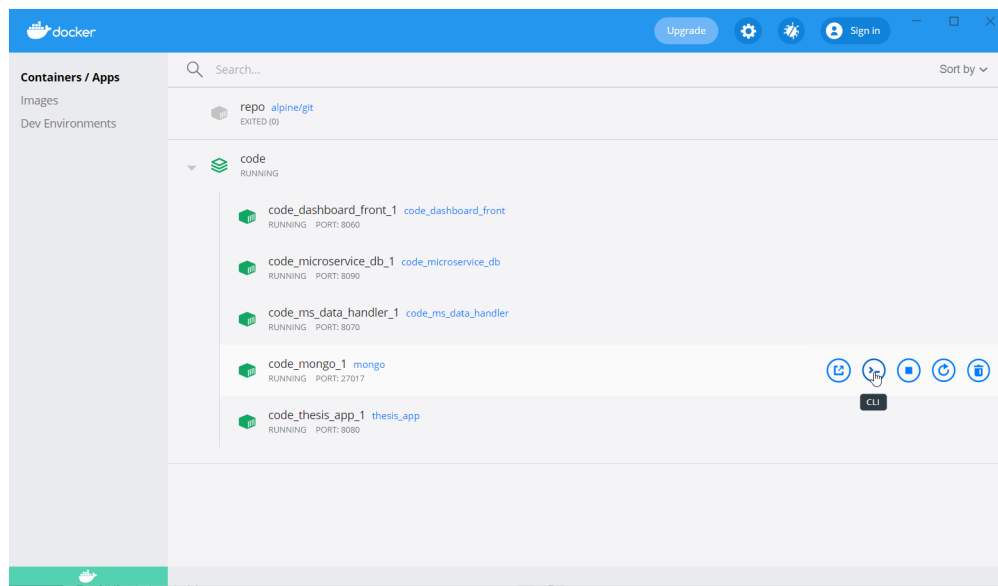 docker
Upgrade
Sign in
Containers / Apps
Images
Dev Environments
Search...
Sort by
repo alpine/git
EXITED (0)
code
RUNNING
code_dashboard_front_1 code_dashboard_front
RUNNING PORT: 8060
code_microservice_db_1 code_microservice_db
RUNNING PORT: 8090
code_ms_data_handler_1 code_ms_data_handler
RUNNING PORT: 8070
code_mongo_1 mongo
RUNNING PORT: 27017
CLI
code_thesis_app_1 thesis_app
RUNNING PORT: 8080